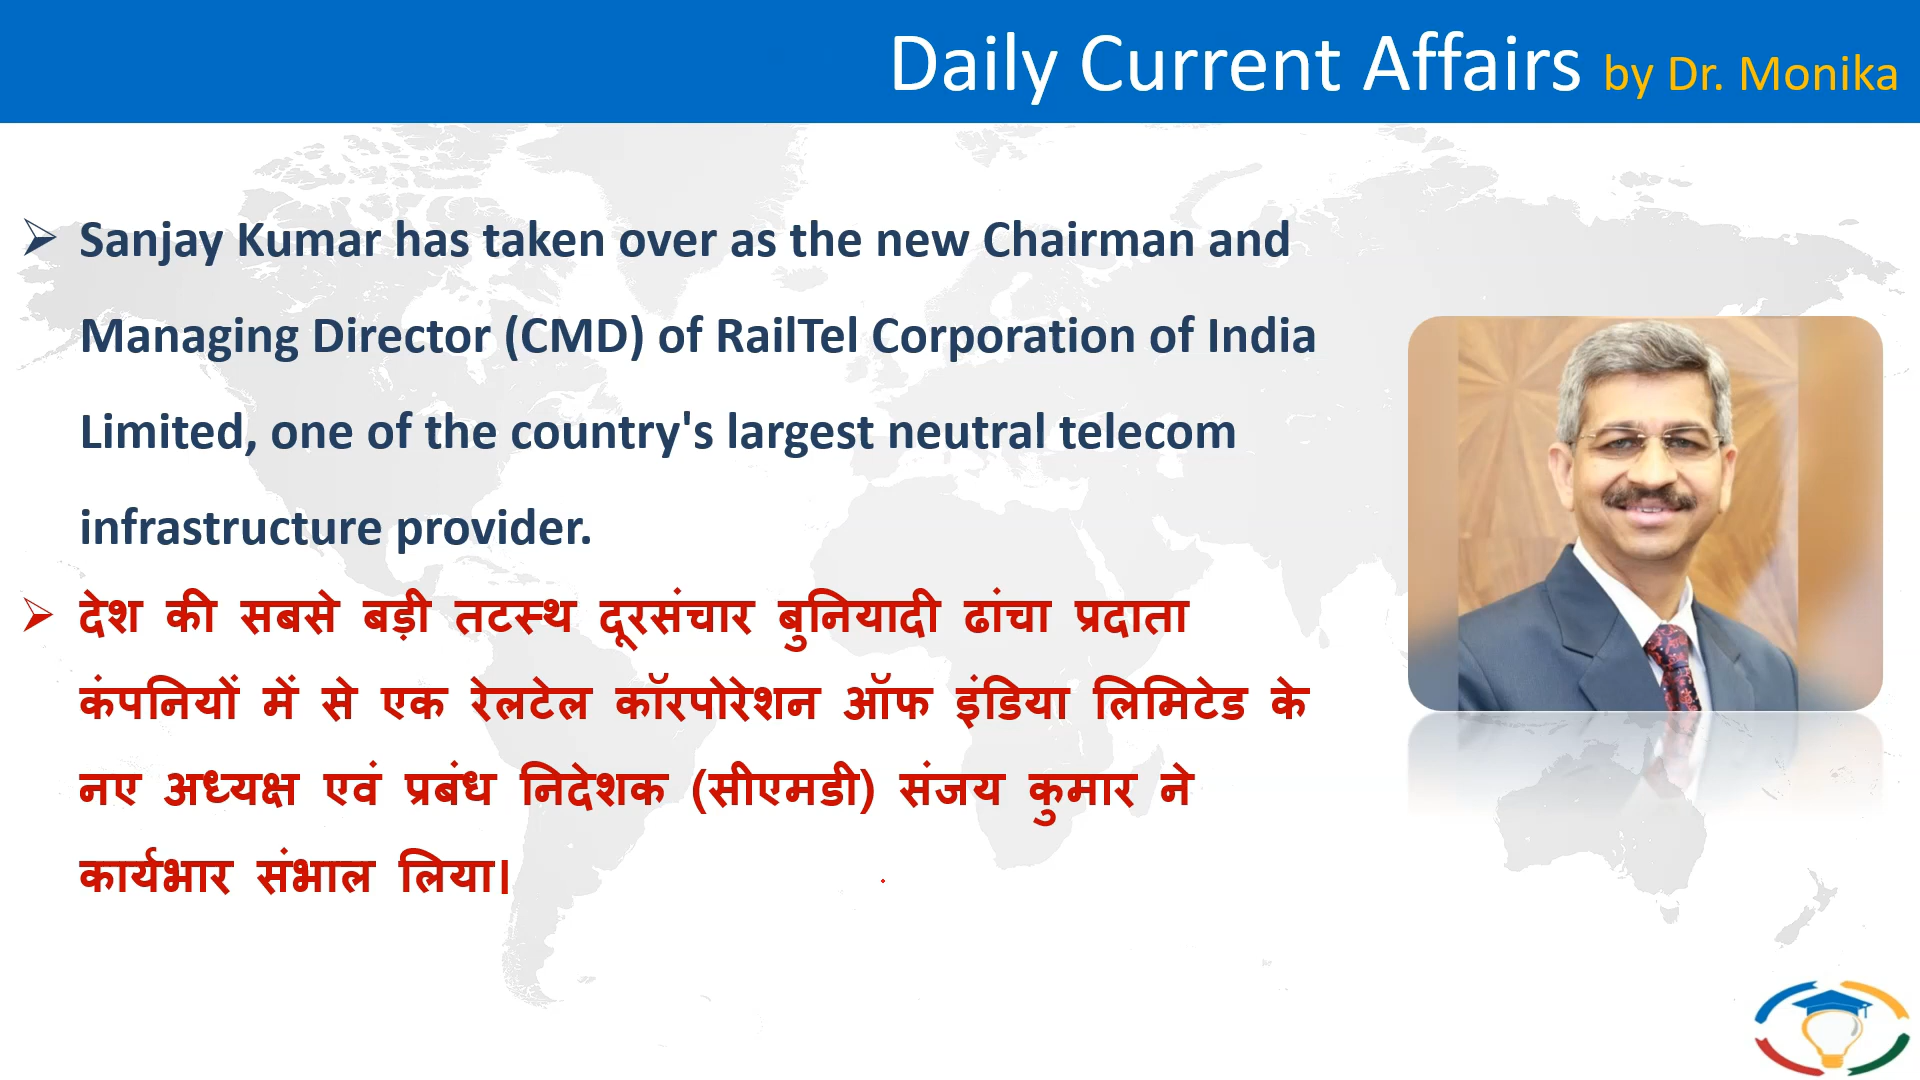 Daily Current Affairs by Dr. Monika
➢ Sanjay Kumar has taken over as the new Chairman and
Managing Director (CMD) of RailTel Corporation of India
Limited, one of the country's largest neutral telecom
infrastructure provider.
➢ देश की सबसे बड़ी तटस्थ दूरसंचार बुनियादी ढांचा प्रदाता
कंपनियों में से एक रेलटेल कॉरपोरेशन ऑफ इंडिया लिमिटेड के
नए अध्यक्ष एवं प्रबंध निदेशक (सीएमडी) संजय कुमार ने
कार्यभार संभाल लिया।